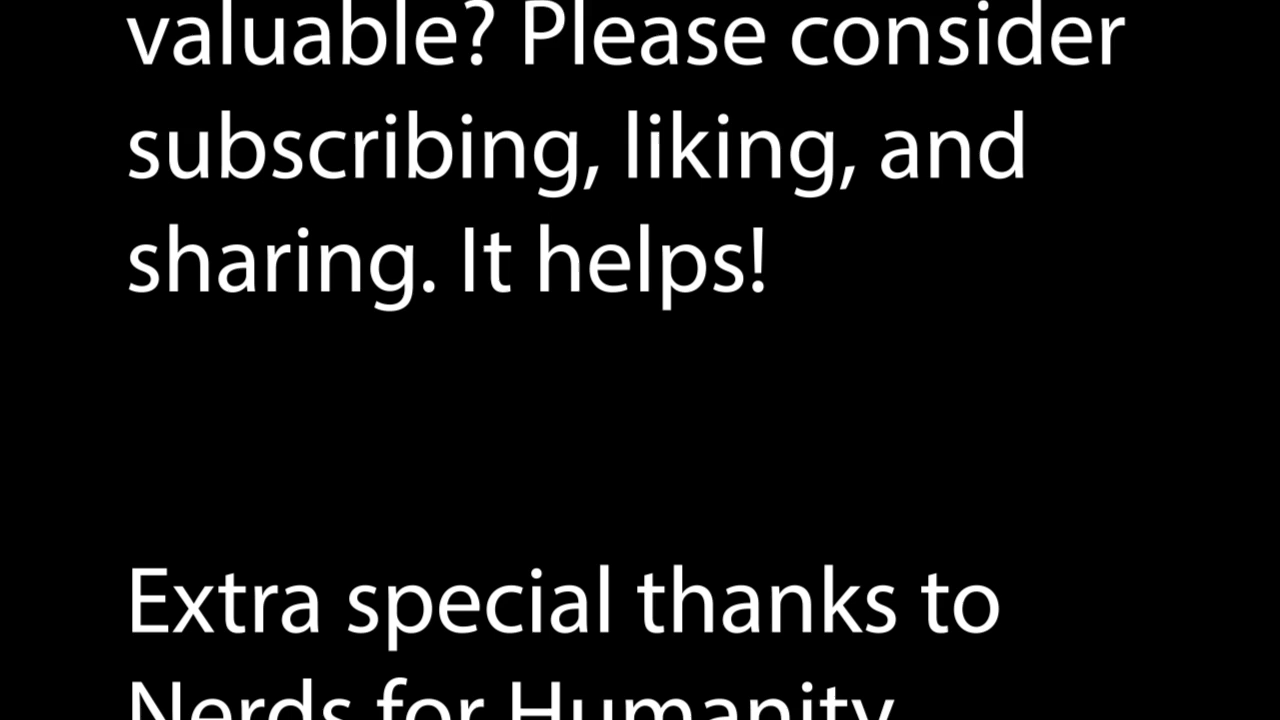 valuable? Please consider
subscribing, liking, and
sharing. It helps!
Extra special thanks to
Nerds for Humanity